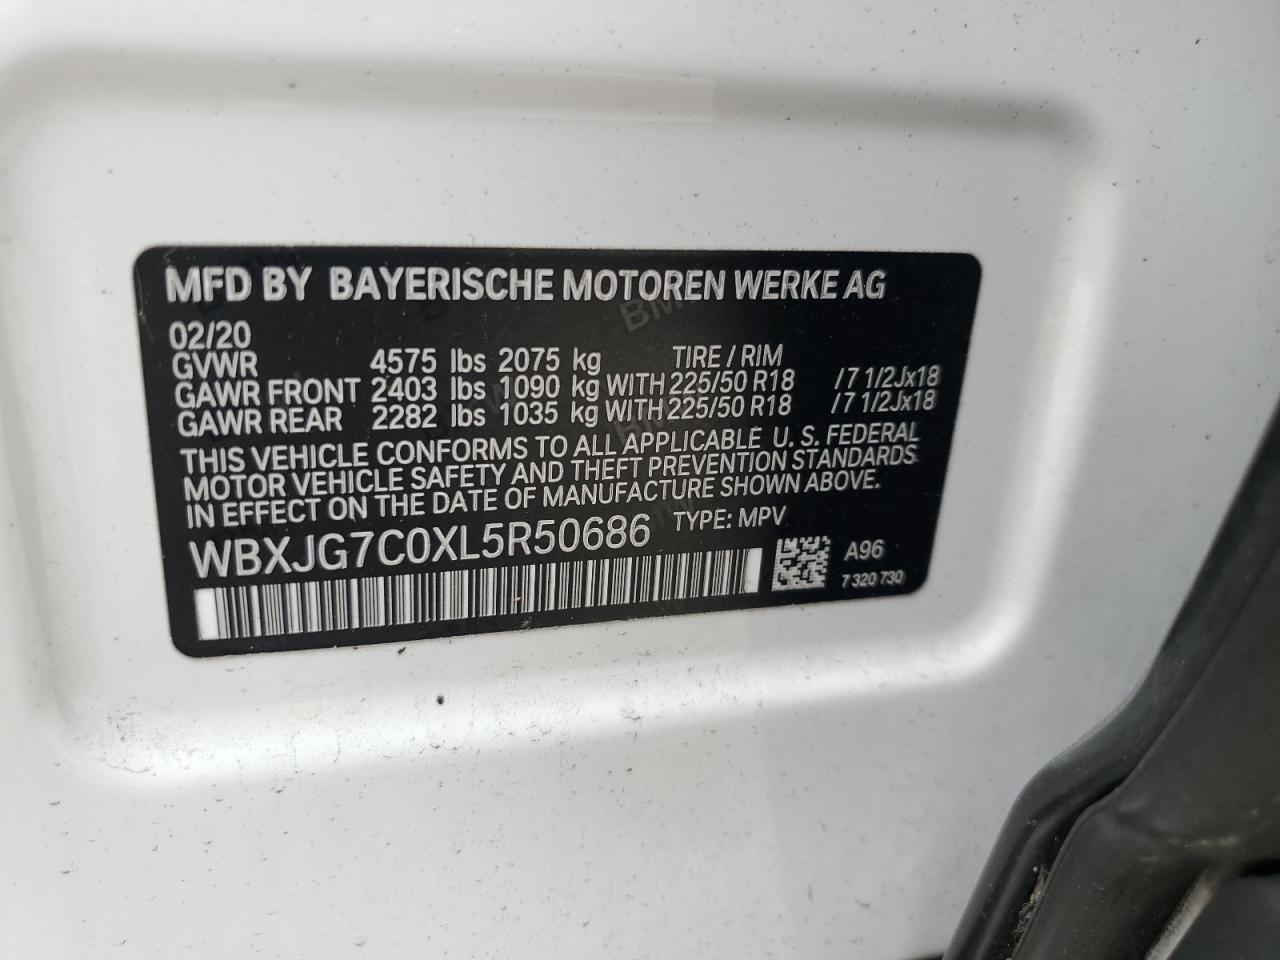 MFD BY BAYERISCHE MOTOREN WERKE AG
02/20
GVWR 4575 lbs 2075 kg TIRE / RIM
GAWR FRONT 2403 lbs 1090 kg WITH 225/50 R18 /7 1/2Jx18
GAWR REAR 2282 lbs 1035 kg WITH 225/50 R18 /7 1/2Jx18
THIS VEHICLE CONFORMS TO ALL APPLICABLE U. S. FEDERAL
MOTOR VEHICLE SAFETY AND THEFT PREVENTION STANDARDS
IN EFFECT ON THE DATE OF MANUFACTURE SHOWN ABOVE.
WBXJG7C0XL5R50686 TYPE: MPV
A96
7 320 730